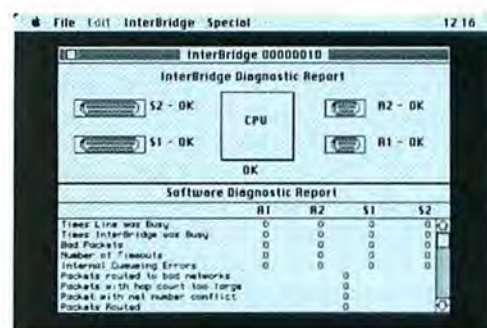 File Edit InterBridge Special 12 16
InterBridge 00000010
InterBridge Diagnostic Report
S2 - OK
A2 - OK
CPU
S1 - OK
A1 - OK
OK
Software Diagnostic Report
A1 A2 S1 S2
Times Line was Busy 0 0 0 0
Times InterBridge was Busy 0 0 0 0
Bad Packets 0 0 0 0
Number of Timeouts 0 0 0 0
Internal Queueing Errors 0 0 0 0
Packets routed to bad networks 0
Packets with hop count too large 0
Packet with net number conflict 0
Packets Routed 0